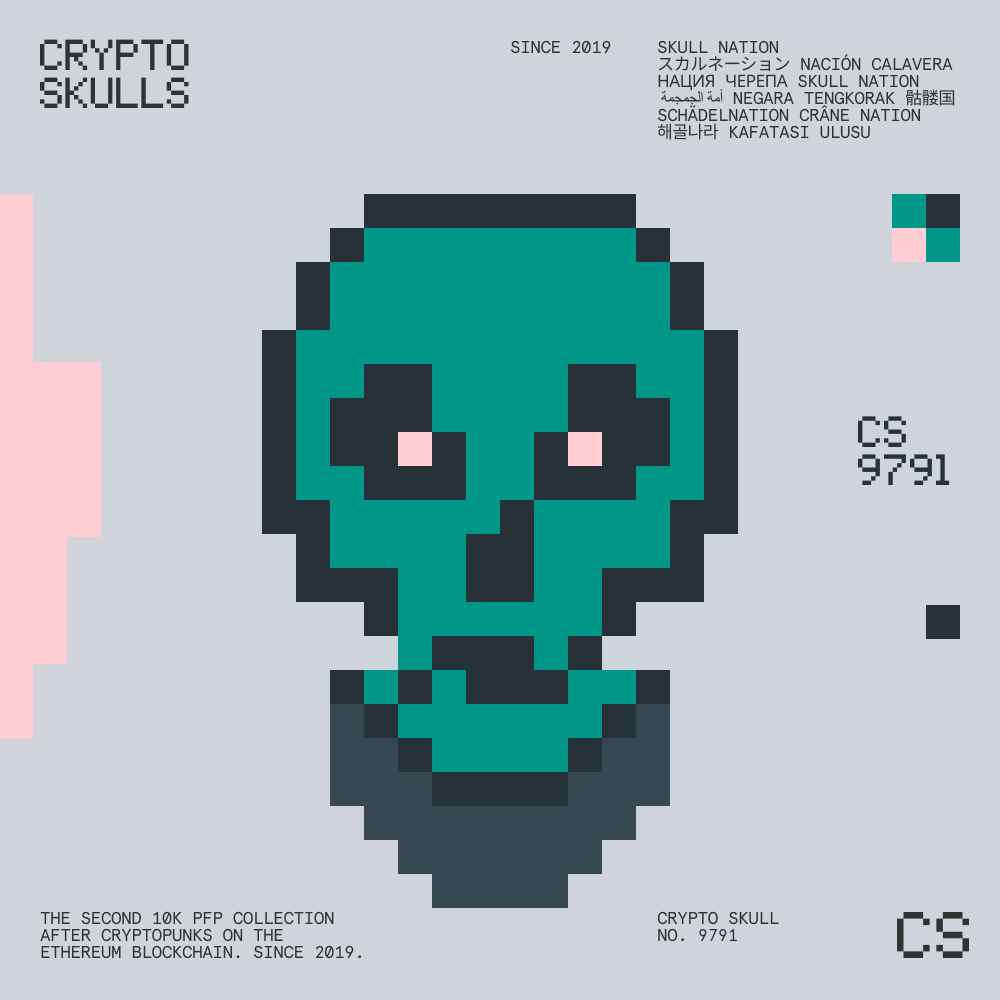 CRYPTO
SKULLS
SINCE 2019
SKULL NATION
スカルネーション NACIÓN CALAVERA
НАЦИЯ ЧЕРЕПА SKULL NATION
أمة الجمجمة NEGARA TENGKORAK 骷髅国
SCHÄDELNATION CRÂNE NATION
해골나라 KAFATASI ULUSU
CS
9791
THE SECOND 10K PFP COLLECTION
AFTER CRYPTOPUNKS ON THE
ETHEREUM BLOCKCHAIN. SINCE 2019.
CRYPTO SKULL
NO. 9791
CS